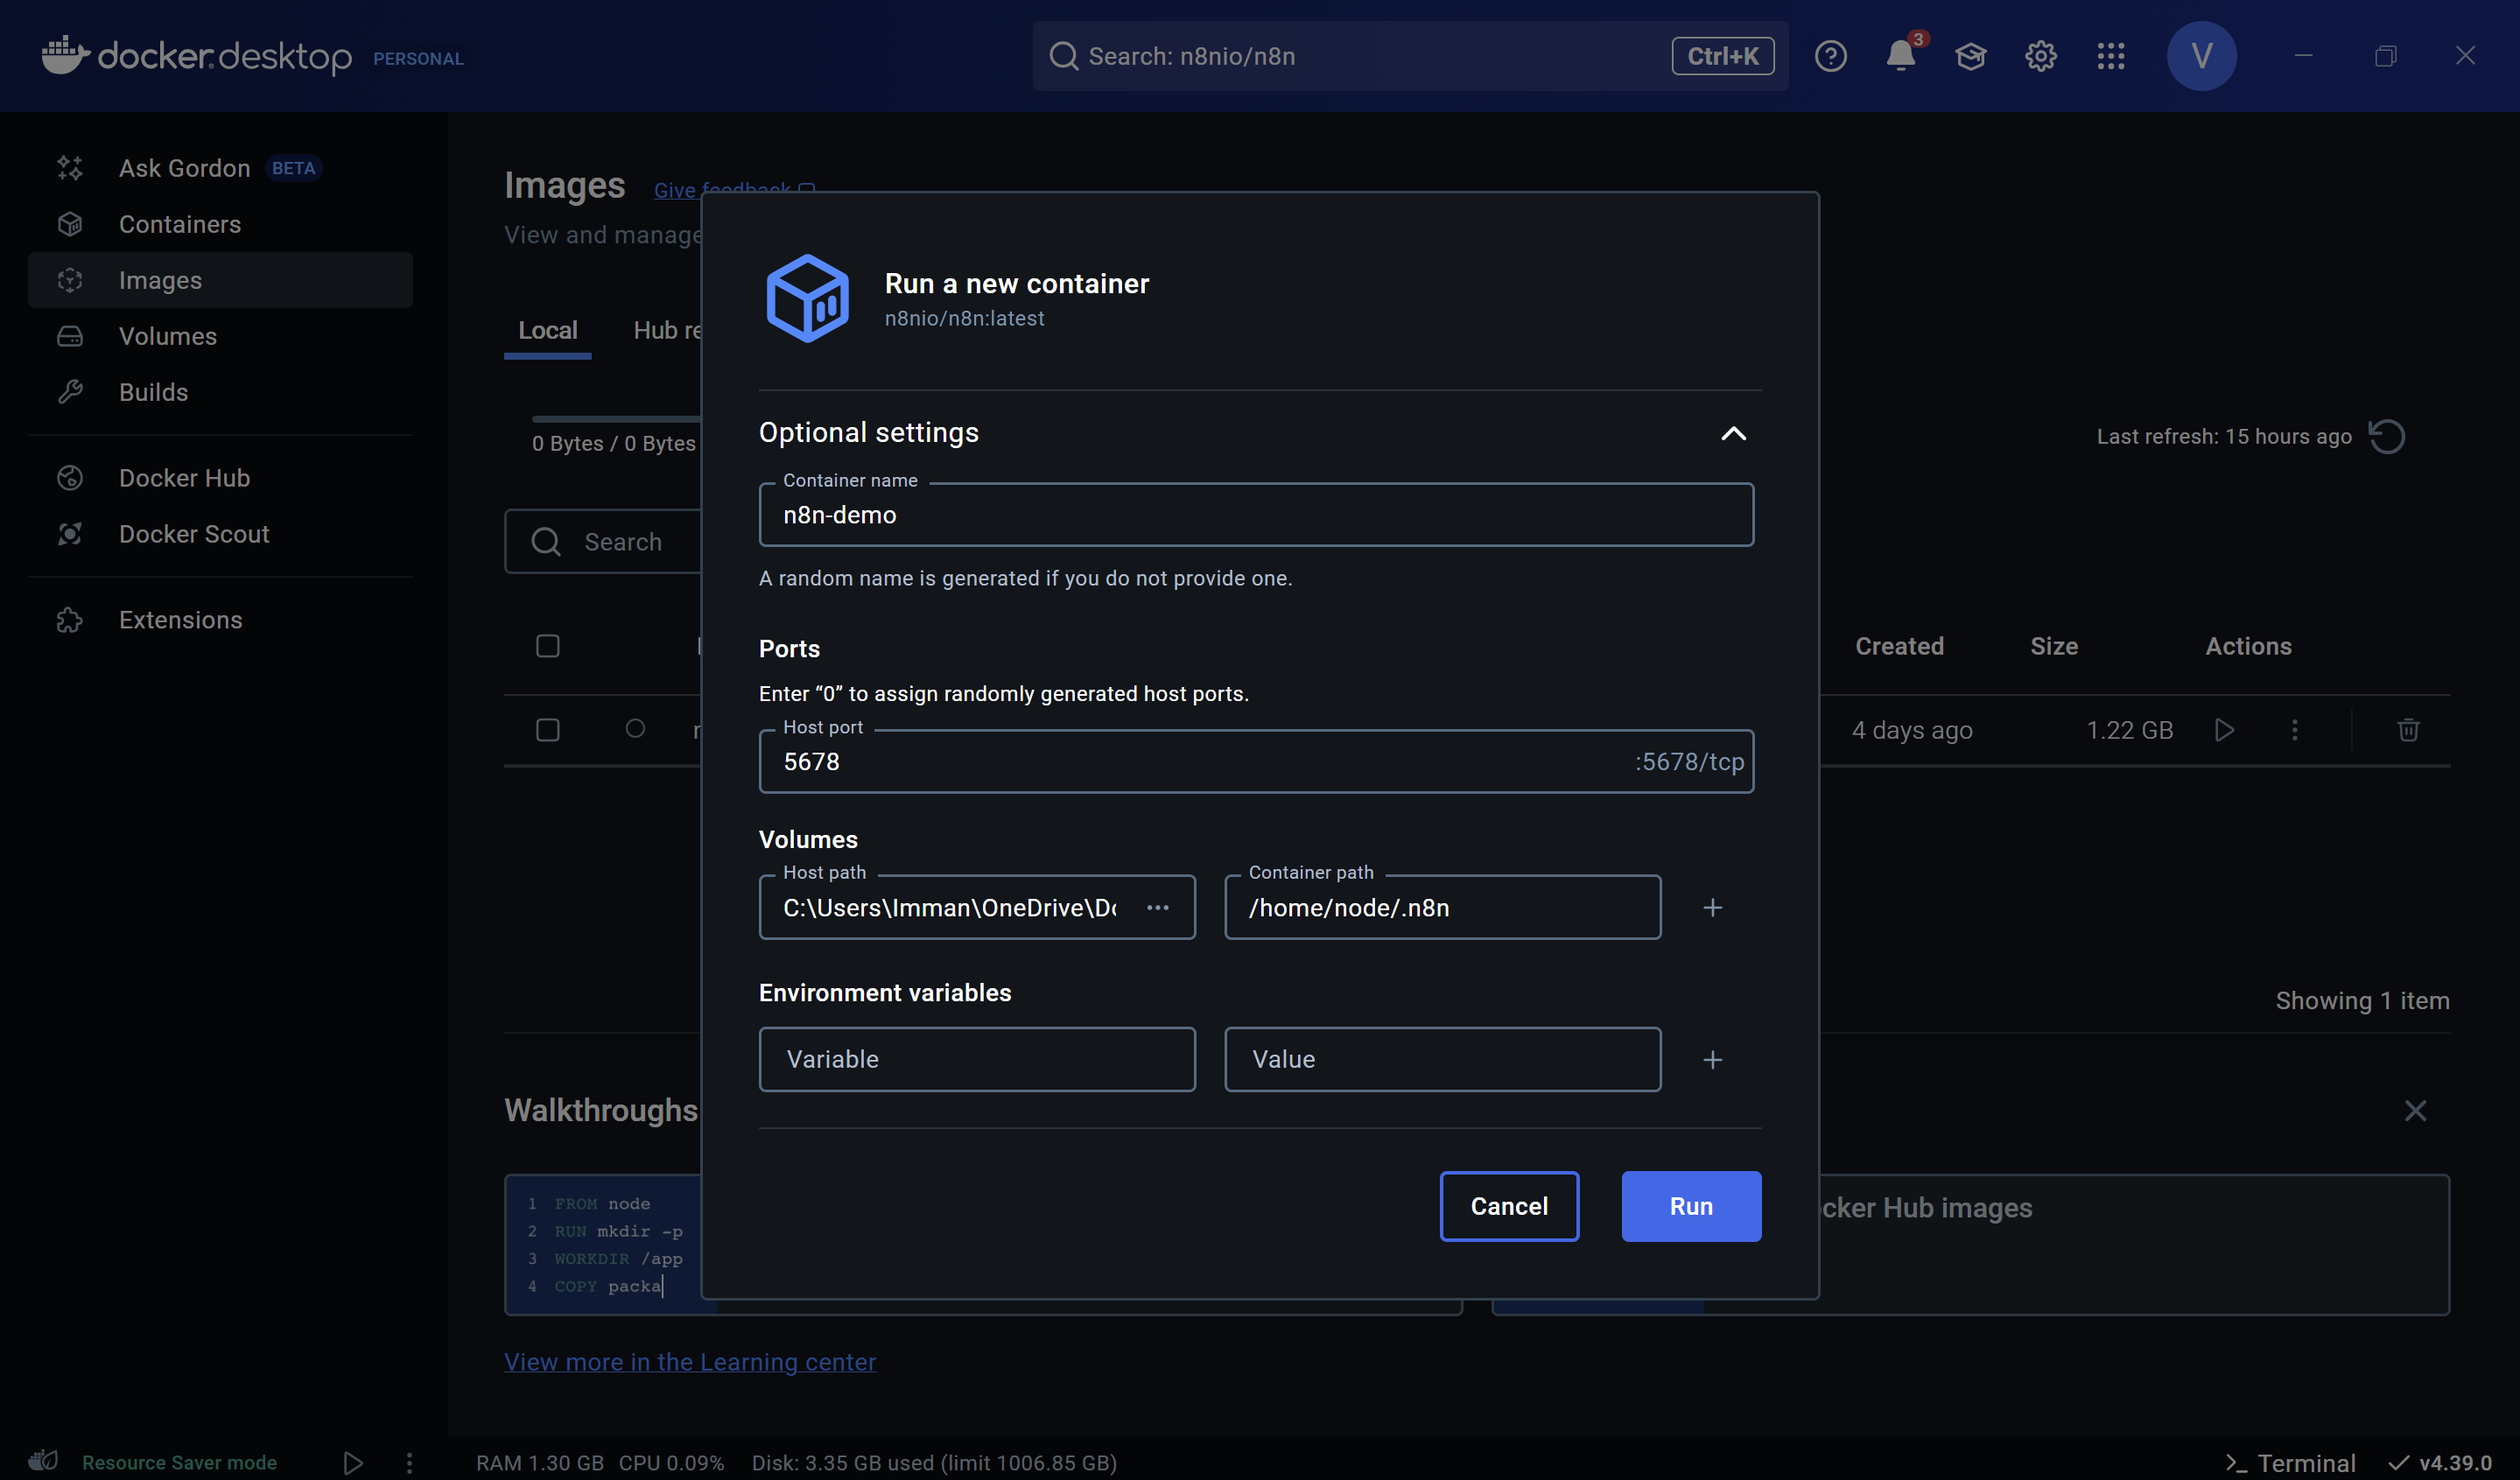 docker.desktop PERSONAL
Search: n8nio/n8n
Ctrl+K
3
V
Ask Gordon BETA
Containers
Images
Volumes
Builds
Docker Hub
Docker Scout
Extensions
Images Give feedback
View and manage
Local Hub
0 Bytes / 0 Bytes
Last refresh: 15 hours ago
Search
Created Size Actions
4 days ago 1.22 GB
Showing 1 item
Run a new container
n8nio/n8n:latest
Optional settings
Container name
n8n-demo
A random name is generated if you do not provide one.
Ports
Enter “0” to assign randomly generated host ports.
Host port
5678 :5678/tcp
Volumes
Host path
C:\Users\Imman\OneDrive\Do
Container path
/home/node/.n8n
Environment variables
Variable
Value
Cancel
Run
Walkthroughs
1 FROM node
2 RUN mkdir -p
3 WORKDIR /app
4 COPY packa
cker Hub images
View more in the Learning center
Resource Saver mode
RAM 1.30 GB CPU 0.09% Disk: 3.35 GB used (limit 1006.85 GB)
Terminal
v4.39.0